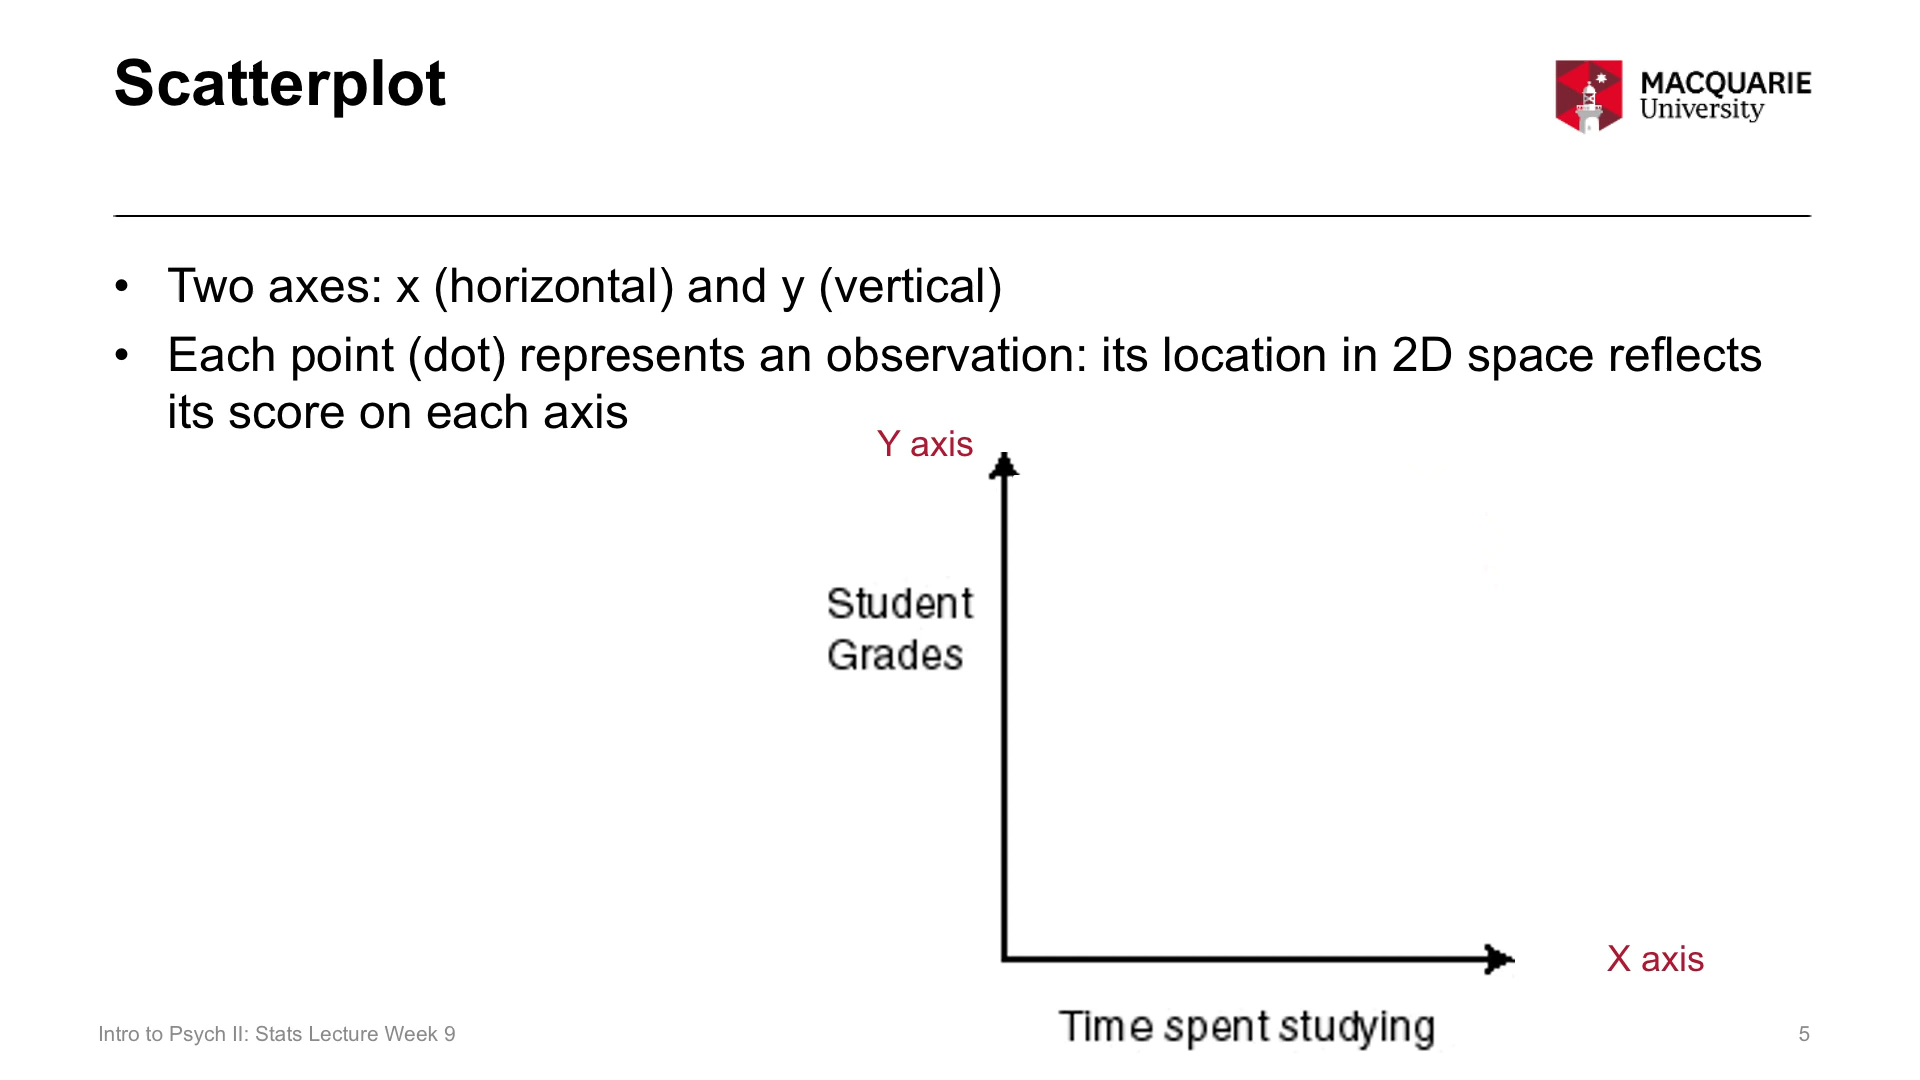 Scatterplot
MACQUARIE
University
• Two axes: x (horizontal) and y (vertical)
• Each point (dot) represents an observation: its location in 2D space reflects
its score on each axis
Y axis
Student
Grades
X axis
Time spent studying
Intro to Psych II: Stats Lecture Week 9
5